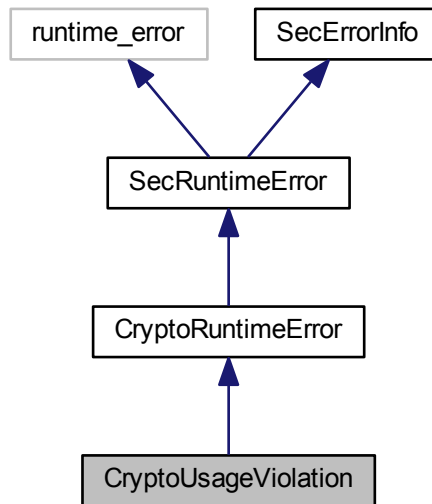 runtime_error
SecErrorInfo
SecRuntimeError
CryptoRuntimeError
CryptoUsageViolation